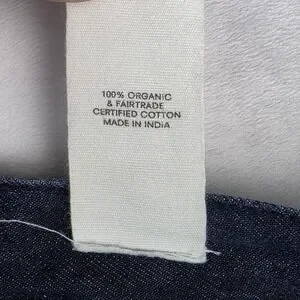 100% ORGANIC
& FAIRTRADE
CERTIFIED COTTON
MADE IN INDIA